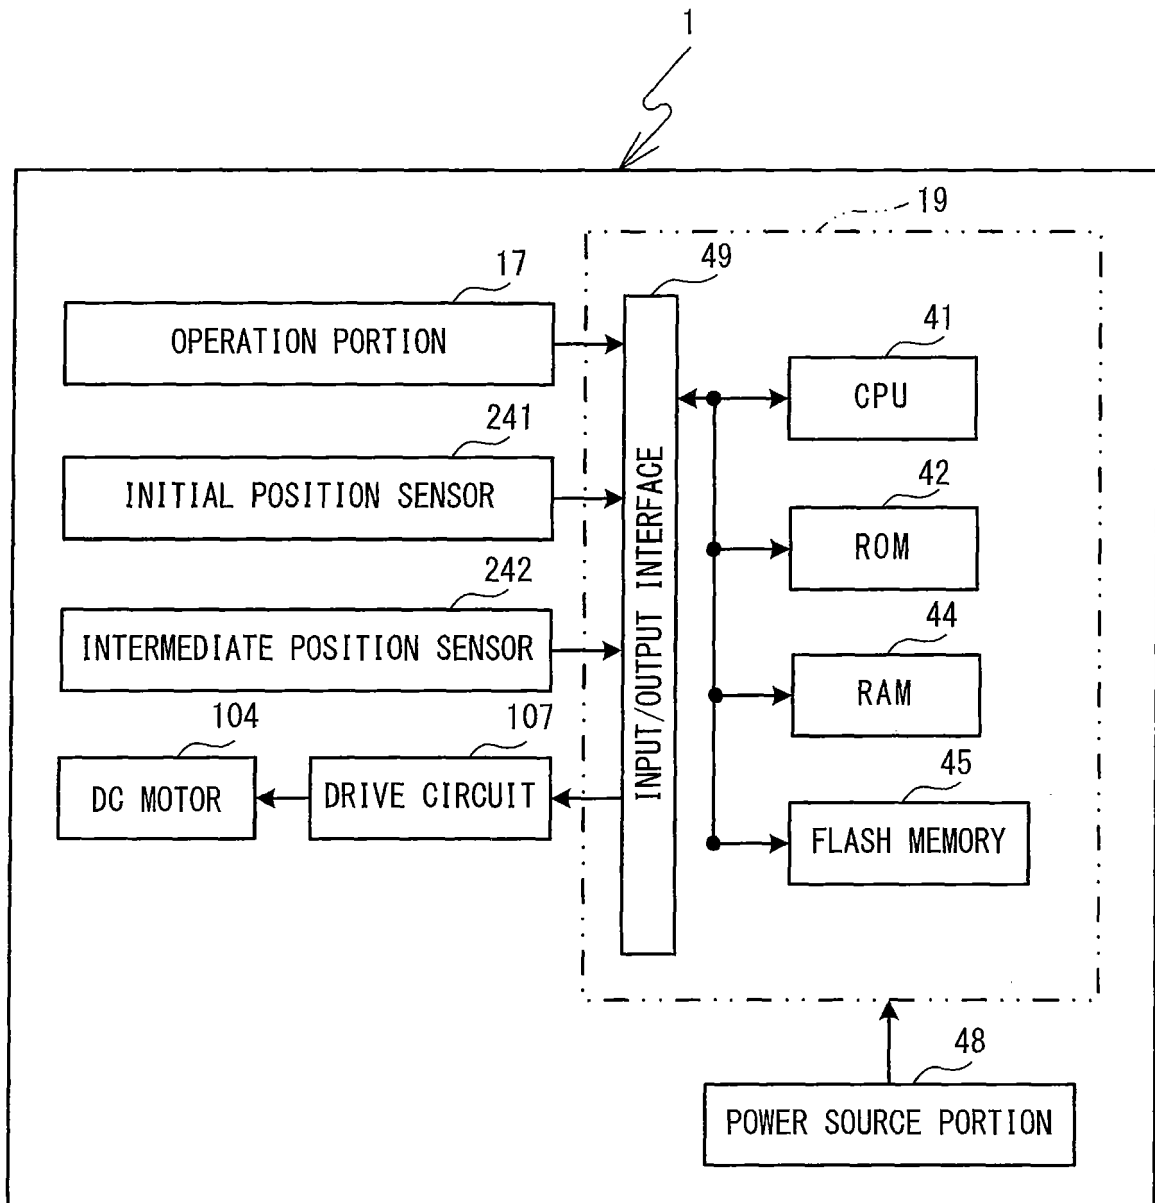 1
19
17
49
OPERATION PORTION
41
CPU
241
INITIAL POSITION SENSOR
42
ROM
242
INTERMEDIATE POSITION SENSOR
INPUT/OUTPUT INTERFACE
44
RAM
104
107
DC MOTOR
DRIVE CIRCUIT
45
FLASH MEMORY
48
POWER SOURCE PORTION